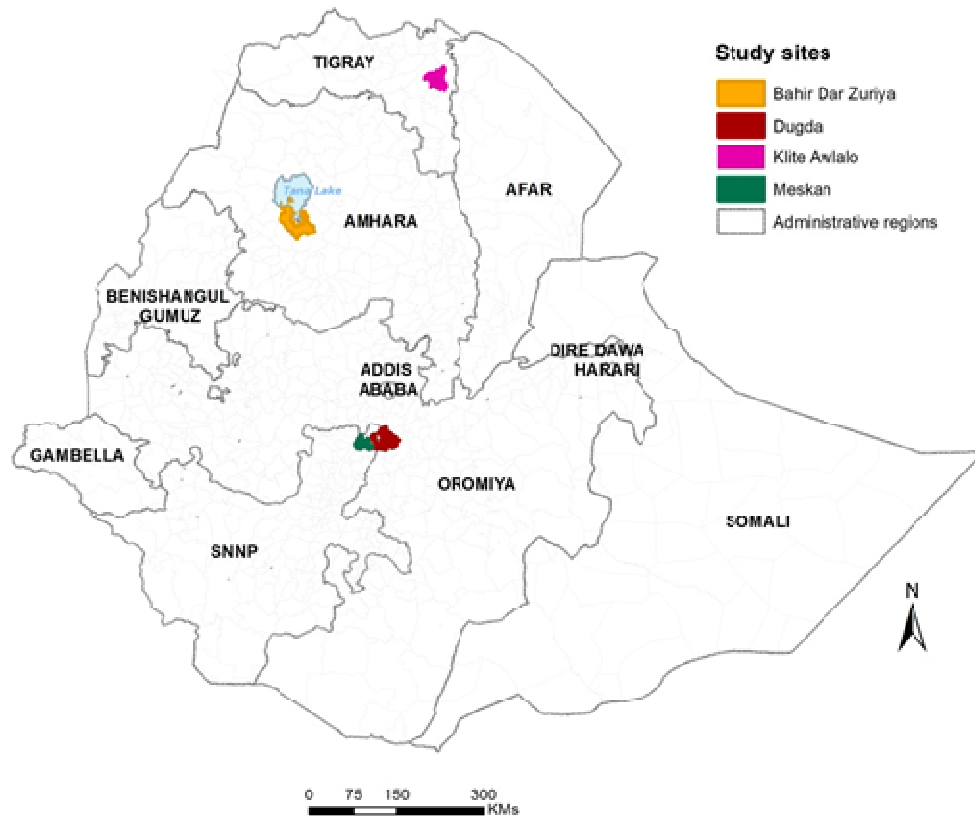 TIGRAY
Study sites
Bahir Dar Zuriya
Dugda
Klite Awlalo
Meskan
Administrative regions
AFAR
Tana Lake
AMHARA
BENISHANGUL
GUMUZ
DIRE DAWA
HARARI
ADDIS
ABABA
GAMBELLA
OROMIYA
SOMALI
SNNP
N
0 75 150 300
KMs